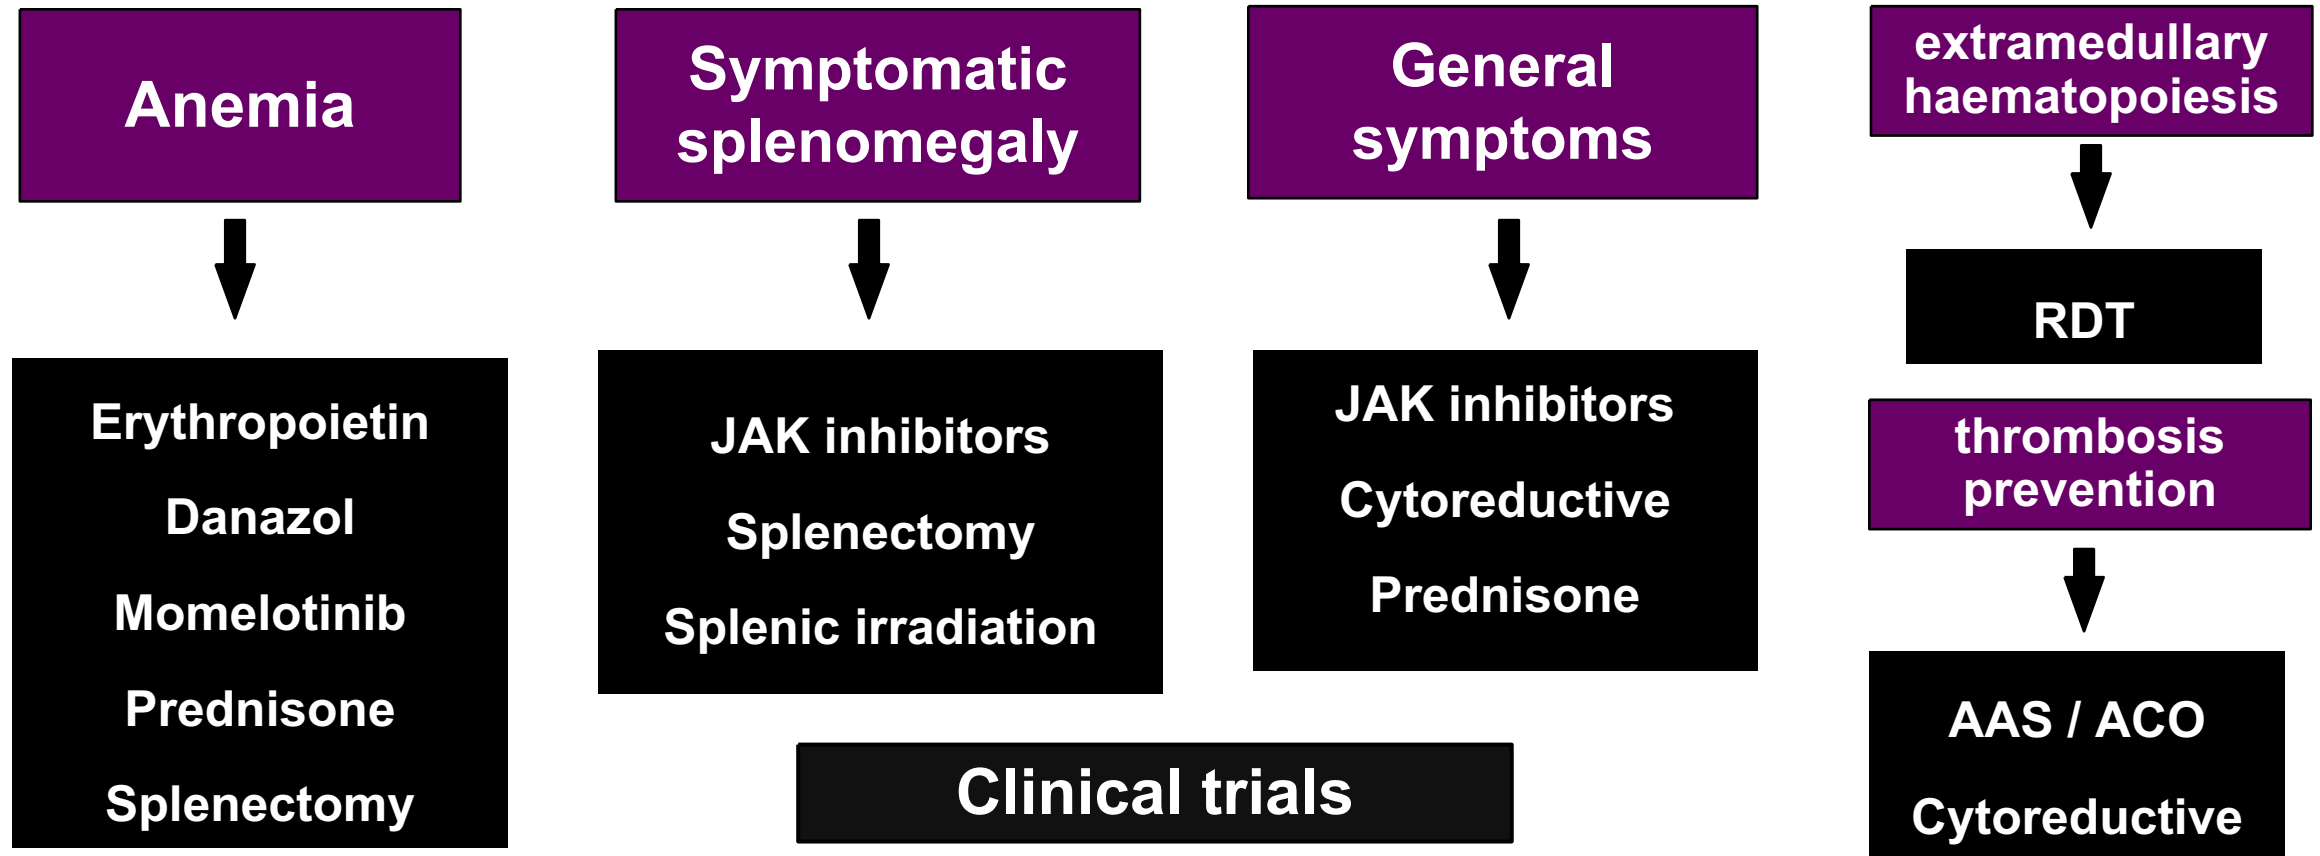 Anemia
Erythropoietin
Danazol
Momelotinib
Prednisone
Splenectomy
Symptomatic
splenomegaly
JAK inhibitors
Splenectomy
Splenic irradiation
General
symptoms
JAK inhibitors
Cytoreductive
Prednisone
Clinical trials
extramedullary
haematopoiesis
RDT
thrombosis
prevention
AAS / ACO
Cytoreductive